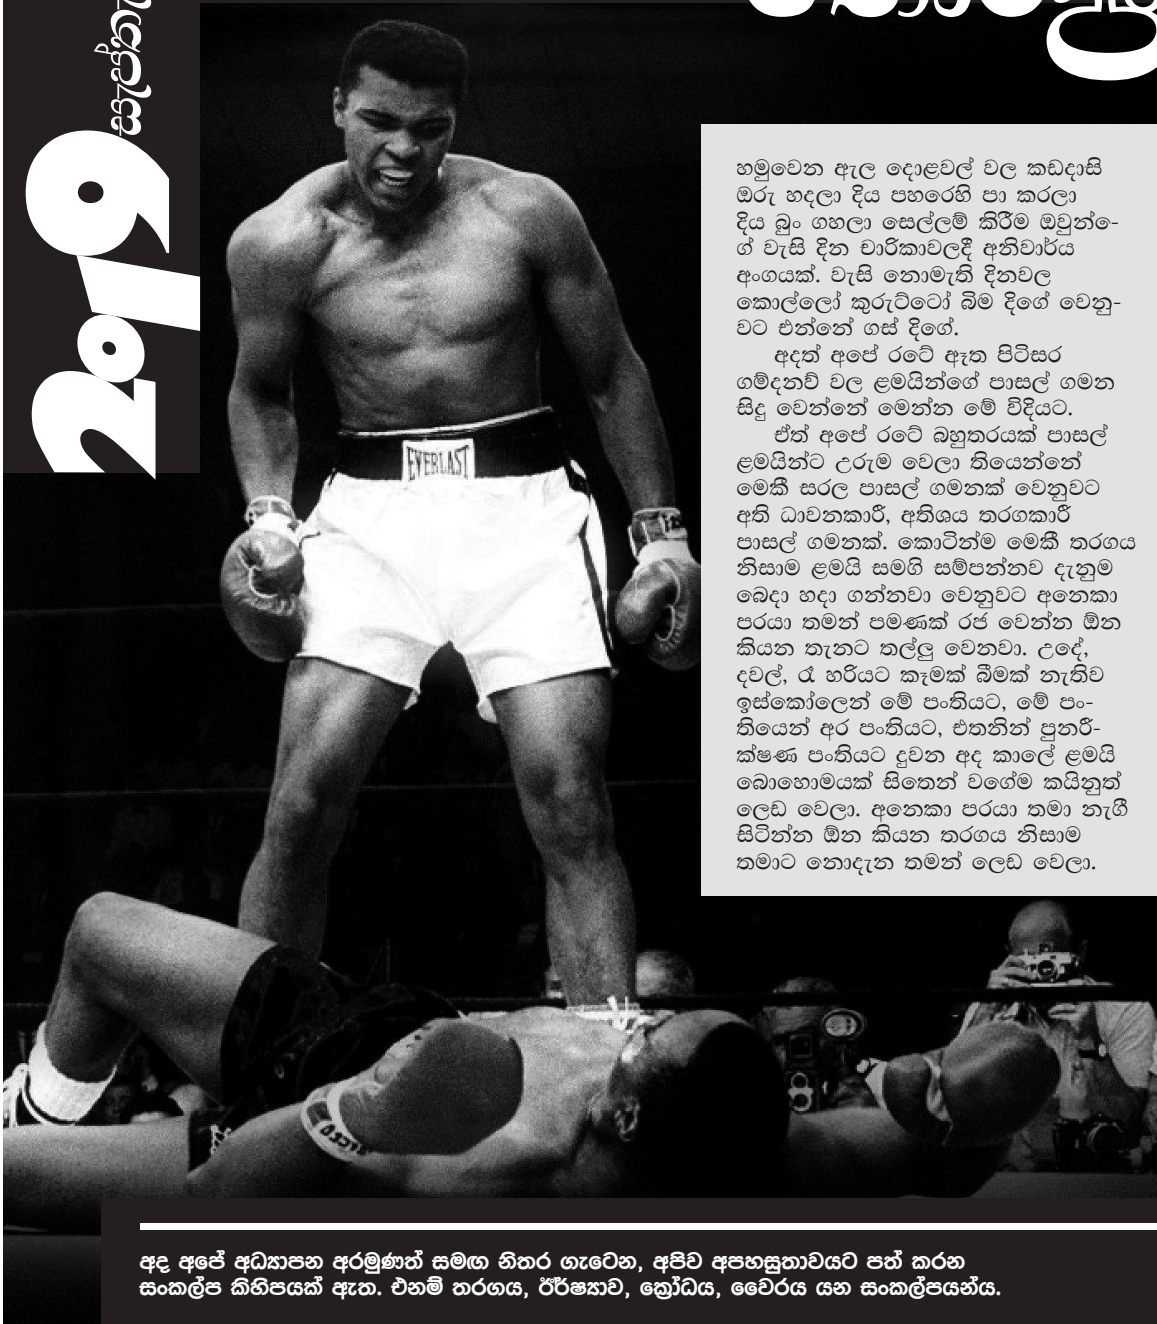 2019
හමුවෙන ඇල දොළවල් වල කඩදාසි
ඔරු හදලා දිය පහරෙහි පා කරලා
දිය බුං ගහලා සෙල්ලම් කිරීම ඔවුන්ගෙ-
ග් වැසි දින චාරිකාවලදී අනිවාර්ය
අංගයක්. වැසි නොමැති දිනවල
කොල්ලෝ කුරුට්ටෝ බිම දිගේ වෙනු-
වට එන්නේ ගස් දිගේ.
අදත් අපේ රටේ ඈත පිටිසර
ගම්දනව් වල ළමයින්ගේ පාසල් ගමන
සිදු වෙන්නේ මෙන්න මේ විදියට.
ඒත් අපේ රටේ බහුතරයක් පාසල්
ළමයින්ට උරුම වෙලා තියෙන්නේ
මෙකී සරල පාසල් ගමනක් වෙනුවට
අති ධාවනකාරී, අතිශය තරගකාරී
පාසල් ගමනක්. කොටින්ම මෙකී තරගය
නිසාම ළමයි සමගි සම්පන්නව දැනුම
බෙදා හදා ගන්නවා වෙනුවට අනෙකා
පරයා තමන් පමණක් රජ වෙන්න ඕන
කියන තැනට තල්ලු වෙනවා. උදේ,
දවල්, රෑ හරියට කෑමක් බීමක් නැතිව
ඉස්කෝලෙන් මේ පංතියට, මේ පං-
තියෙන් අර පංතියට, එතනින් පුනරී-
ක්ෂණ පංතියට දුවන අද කාලේ ළමයි
බොහොමයක් සිතෙන් වගේම කයිනුත්
ලෙඩ වෙලා. අනෙකා පරයා තමා නැගී
සිටින්න ඕන කියන තරගය නිසාම
තමාට නොදැන තමන් ලෙඩ වෙලා.
EVERLAST
අද අපේ අධ්‍යාපන අරමුණත් සමඟ නිතර ගැටෙන, අපිව අපහසුතාවයට පත් කරන
සංකල්ප කිහිපයක් ඇත. එනම් තරගය, ඊර්ෂ්‍යාව, ක්‍රෝධය, වෛරය යන සංකල්පයන්ය.